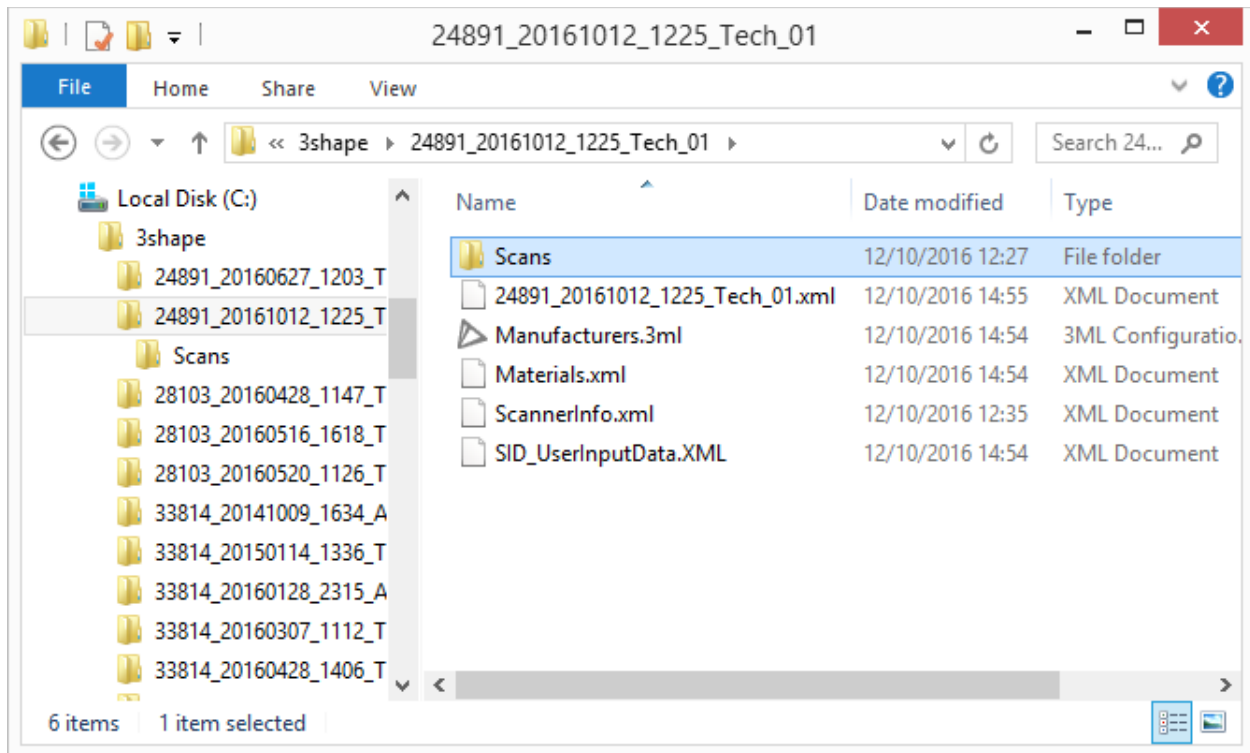 24891_20161012_1225_Tech_01
File Home Share View
« 3shape 24891_20161012_1225_Tech_01 Search 24...
Local Disk (C:)
3shape
24891_20160627_1203_T
24891_20161012_1225_T
Scans
28103_20160428_1147_T
28103_20160516_1618_T
28103_20160520_1126_T
33814_20141009_1634_A
33814_20150114_1336_T
33814_20160128_2315_A
33814_20160307_1112_T
33814_20160428_1406_T
Name Date modified Type
Scans 12/10/2016 12:27 File folder
24891_20161012_1225_Tech_01.xml 12/10/2016 14:55 XML Document
Manufacturers.3ml 12/10/2016 14:54 3ML Configuratio.
Materials.xml 12/10/2016 14:54 XML Document
ScannerInfo.xml 12/10/2016 12:35 XML Document
SID_UserInputData.XML 12/10/2016 14:54 XML Document
6 items 1 item selected